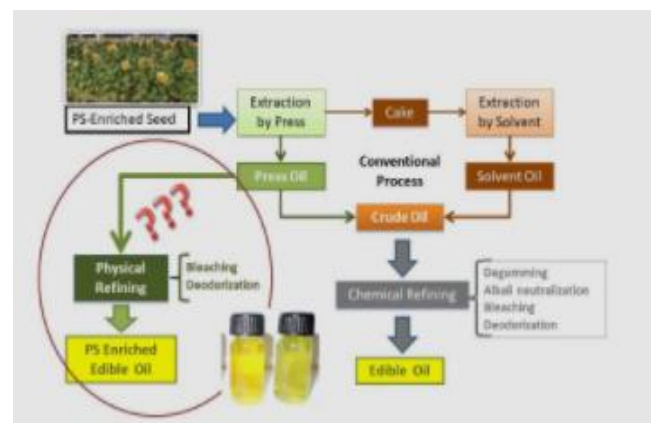 PS-Enriched Seed
Extraction
by Press
Cake
Extraction
by Solvent
Press Oil
Conventional
Process
Solvent Oil
Crude Oil
???
Physical
Refining
Bleaching
Deodorization
Chemical Refining
Degumming
Alkali neutralization
Bleaching
Deodorization
PS Enriched
Edible Oil
Edible Oil